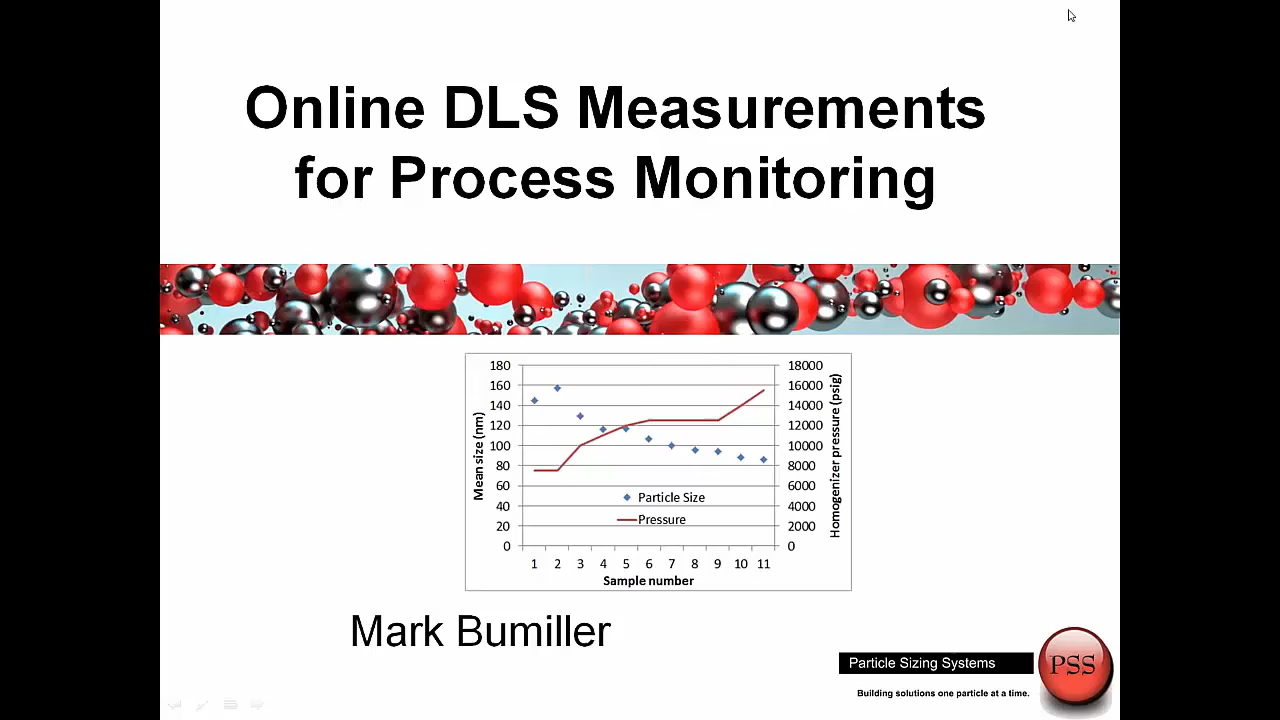 Online DLS Measurements
for Process Monitoring
180
160
140
120
100
80
60
40
20
0
Mean size (nm)
18000
16000
14000
12000
10000
8000
6000
4000
2000
0
Homogenizer pressure (psig)
Particle Size
Pressure
1 2 3 4 5 6 7 8 9 10 11
Sample number
Mark Bumiller
Particle Sizing Systems
PSS
Building solutions one particle at a time.